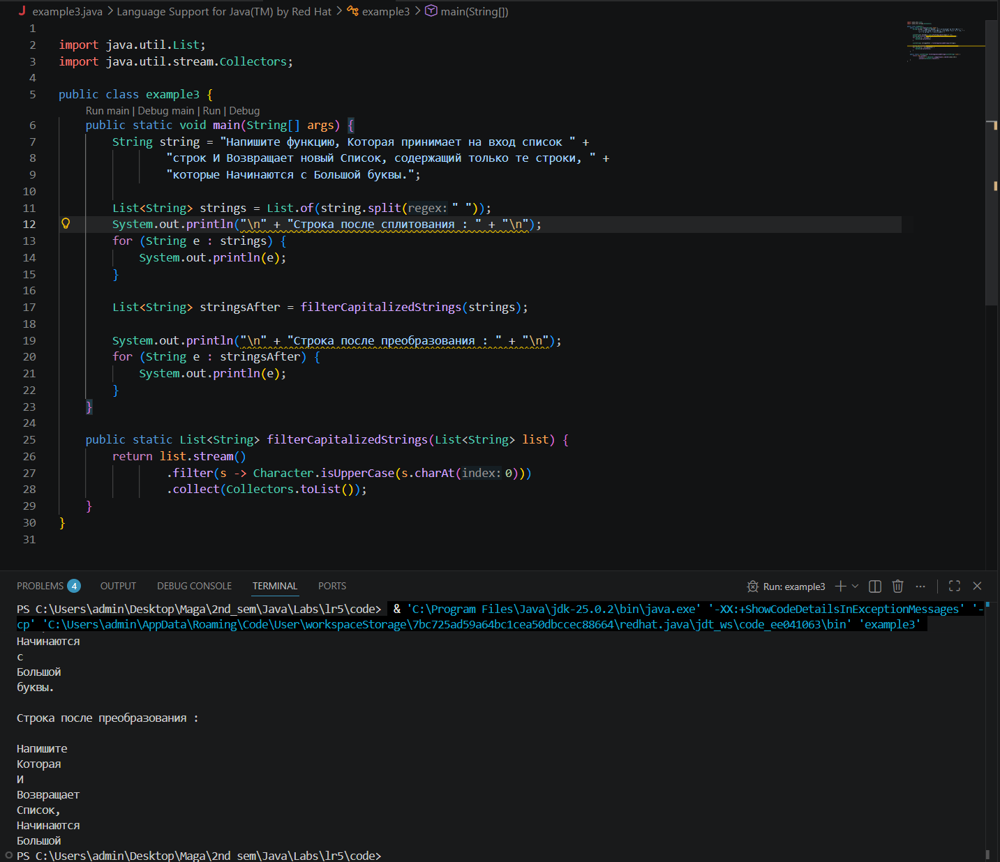 example3.java > Language Support for Java(TM) by Red Hat > example3 > main(String[])
1
2 import java.util.List;
3 import java.util.stream.Collectors;
4
5 public class example3 {
Run main | Debug main | Run | Debug
6 public static void main(String[] args) {
7 String string = "Напишите функцию, Которая принимает на вход список " +
8 "строк И Возвращает новый Список, содержащий только те строки, " +
9 "которые Начинаются с Большой буквы.";
10
11 List<String> strings = List.of(string.split(regex: " "));
12 System.out.println("\n" + "Строка после сплитования : " + "\n");
13 for (String e : strings) {
14 System.out.println(e);
15 }
16
17 List<String> stringsAfter = filterCapitalizedStrings(strings);
18
19 System.out.println("\n" + "Строка после преобразования : " + "\n");
20 for (String e : stringsAfter) {
21 System.out.println(e);
22 }
23 }
24
25 public static List<String> filterCapitalizedStrings(List<String> list) {
26 return list.stream()
27 .filter(s -> Character.isUpperCase(s.charAt(index: 0)))
28 .collect(Collectors.toList());
29 }
30 }
31
PROBLEMS 4 OUTPUT DEBUG CONSOLE TERMINAL PORTS Run: example3
PS C:\Users\admin\Desktop\Maga\2nd_sem\Java\Labs\lr5\code> & 'C:\Program Files\Java\jdk-25.0.2\bin\java.exe' '-XX:+ShowCodeDetailsInExceptionMessages' '-
cp' 'C:\Users\admin\AppData\Roaming\Code\User\workspaceStorage\7bc725ad59a64bc1cea50dbccec88664\redhat.java\jdt_ws\code_ee041063\bin' 'example3'
Начинаются
с
Большой
буквы.
Строка после преобразования :
Напишите
Которая
И
Возвращает
Список,
Начинаются
Большой
PS C:\Users\admin\Desktop\Maga\2nd_sem\Java\Labs\lr5\code>